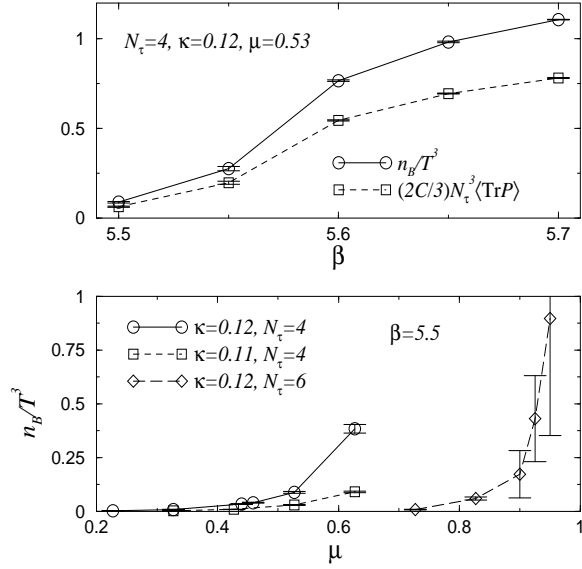 1
N_τ=4, κ=0.12, μ=0.53
0.5
n_B/T^3
(2C/3)N_τ^3⟨TrP⟩
0
5.5 5.6 5.7
β
1
κ=0.12, N_τ=4
β=5.5
κ=0.11, N_τ=4
0.75
κ=0.12, N_τ=6
n_B/T^3
0.5
0.25
0
0.2 0.4 0.6 0.8 1
μ